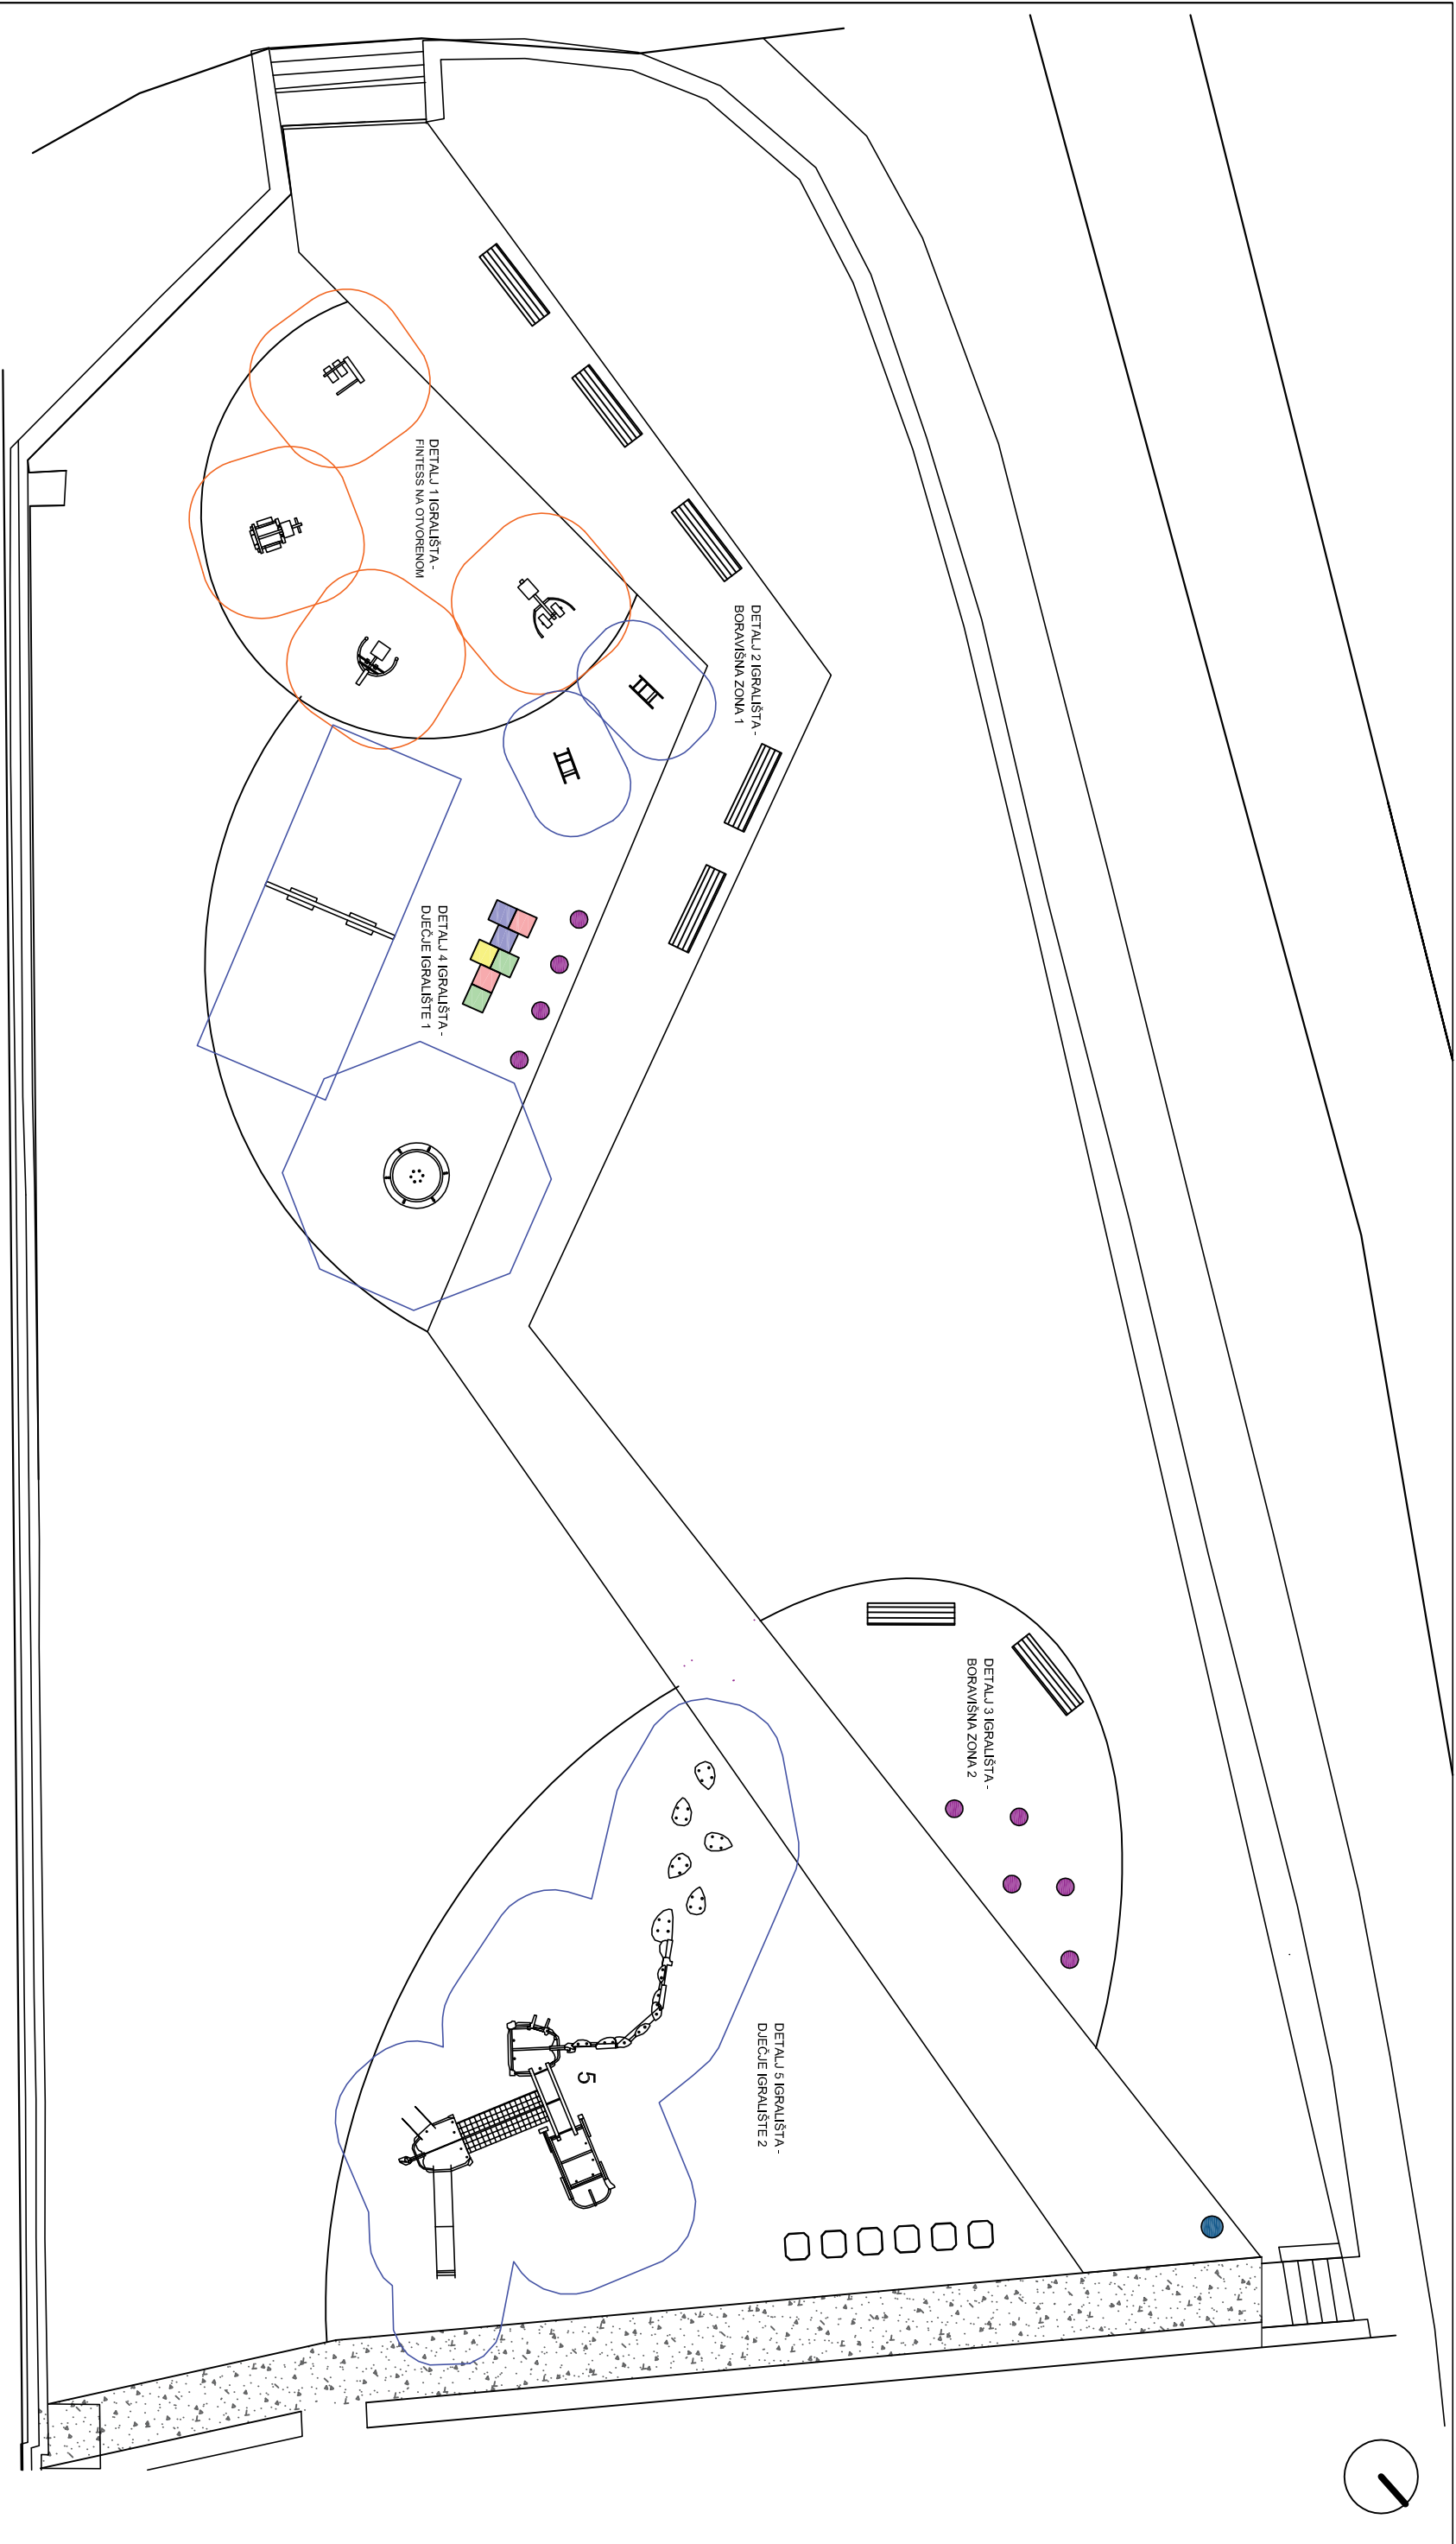 DETALJ 1 IGRALIŠTA -
FINTESS NA OTVORENOM
DETALJ 2 IGRALIŠTA -
BORAVIŠNA ZONA 1
DETALJ 4 IGRALIŠTA -
DJEČJE IGRALIŠTE 1
DETALJ 3 IGRALIŠTA -
BORAVIŠNA ZONA 2
DETALJ 5 IGRALIŠTA -
DJEČJE IGRALIŠTE 2
5